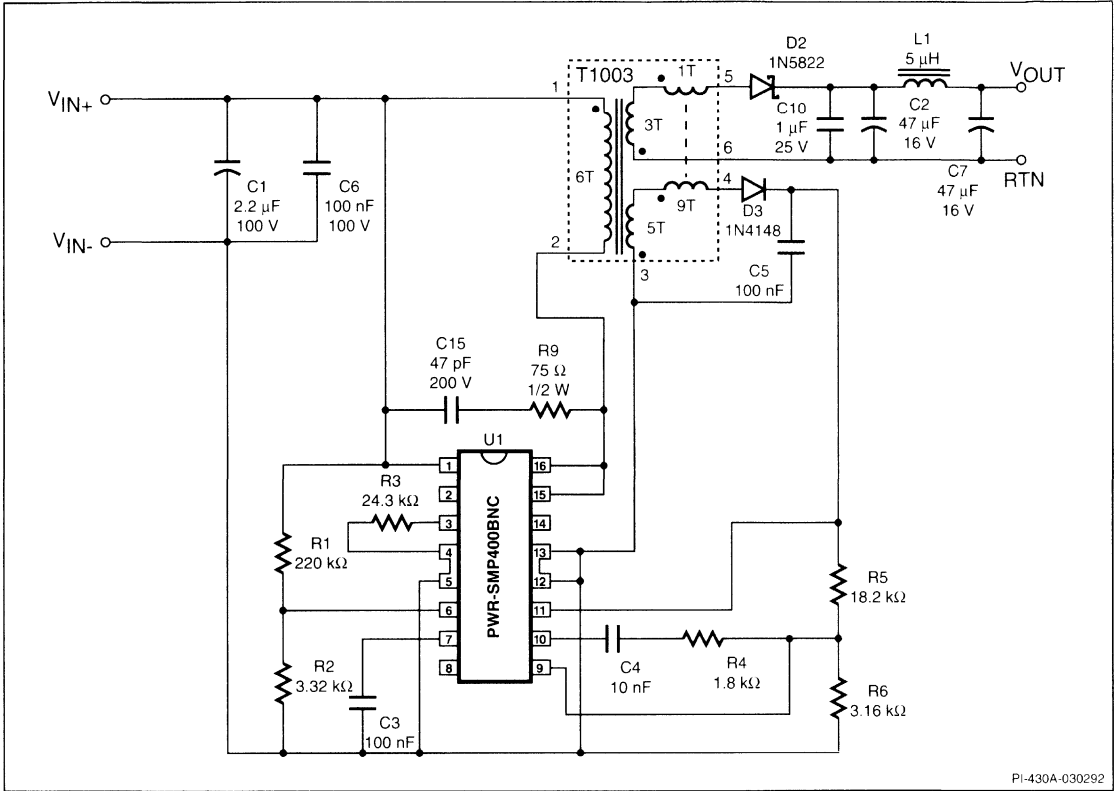 D2
1N5822
L1
5 µH
VOUT
T1003
1
1T
5
VIN+
C10
1 µF
25 V
C2
47 µF
16 V
3T
6
RTN
C7
47 µF
16 V
6T
C1
2.2 µF
100 V
C6
100 nF
100 V
4
9T
D3
1N4148
5T
VIN-
2
3
C5
100 nF
C15
47 pF
200 V
R9
75 Ω
1/2 W
U1
PWR-SMP400BNC
1
2
3
4
5
6
7
8
16
15
14
13
12
11
10
9
R3
24.3 kΩ
R1
220 kΩ
R2
3.32 kΩ
C3
100 nF
C4
10 nF
R4
1.8 kΩ
R5
18.2 kΩ
R6
3.16 kΩ
PI-430A-030292